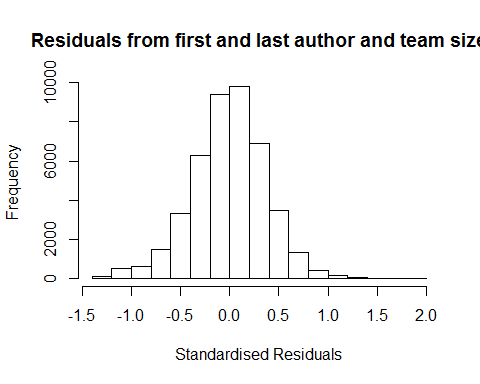 Residuals from first and last author and team size
Frequency
10000
6000
2000
0
-1.5 -1.0 -0.5 0.0 0.5 1.0 1.5 2.0
Standardised Residuals